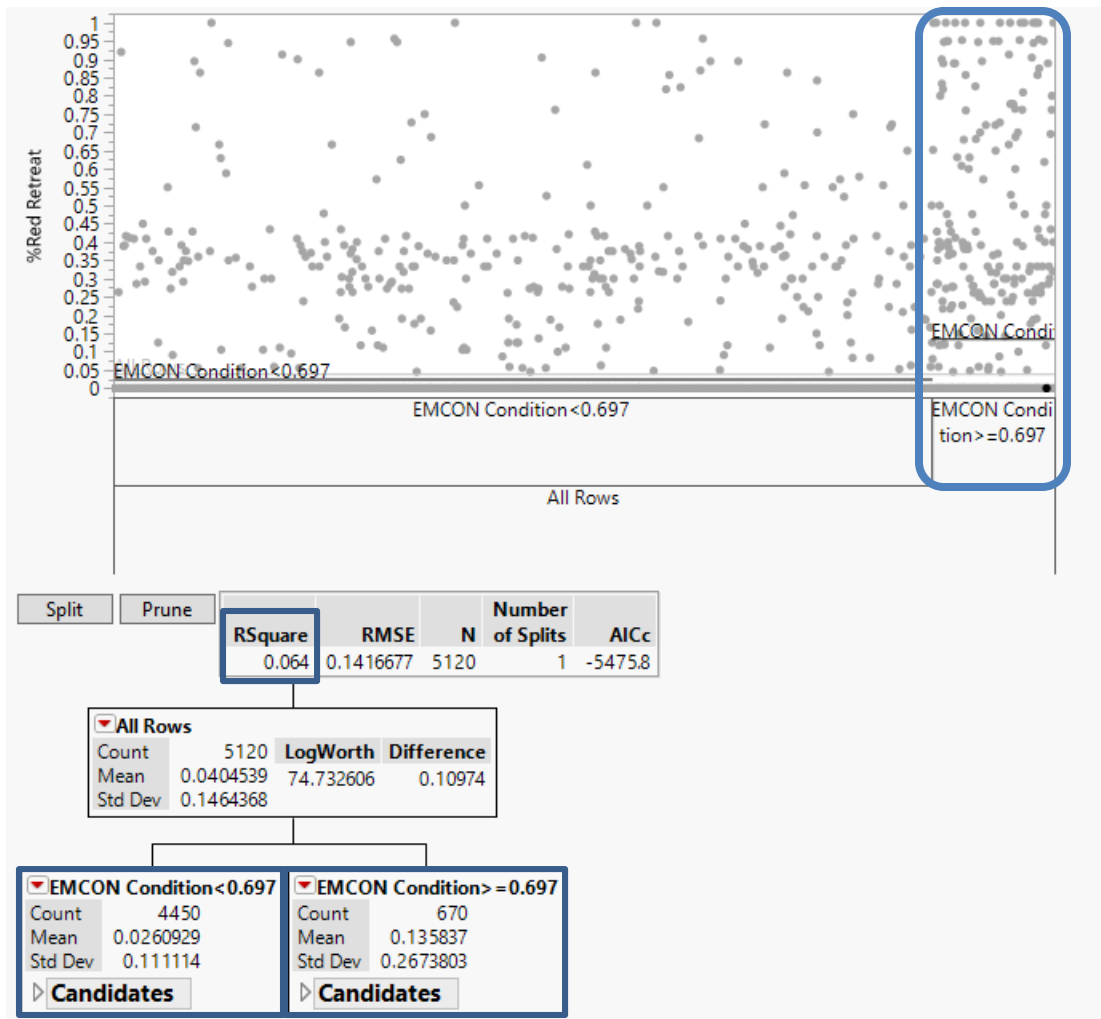 %Red Retreat
1
0.95
0.9
0.85
0.8
0.75
0.7
0.65
0.6
0.55
0.5
0.45
0.4
0.35
0.3
0.25
0.2
0.15
0.1
0.05
0
EMCON Condi
EMCON Condition<0.697
EMCON Condition<0.697
EMCON Condi
tion>=0.697
All Rows
Split Prune
RSquare RMSE N Number of Splits AICc
0.064 0.1416677 5120 1 -5475.8
All Rows
Count 5120 LogWorth Difference
Mean 0.0404539 74.732606 0.10974
Std Dev 0.1464368
EMCON Condition<0.697 EMCON Condition>=0.697
Count 4450 Count 670
Mean 0.0260929 Mean 0.135837
Std Dev 0.111114 Std Dev 0.2673803
Candidates Candidates